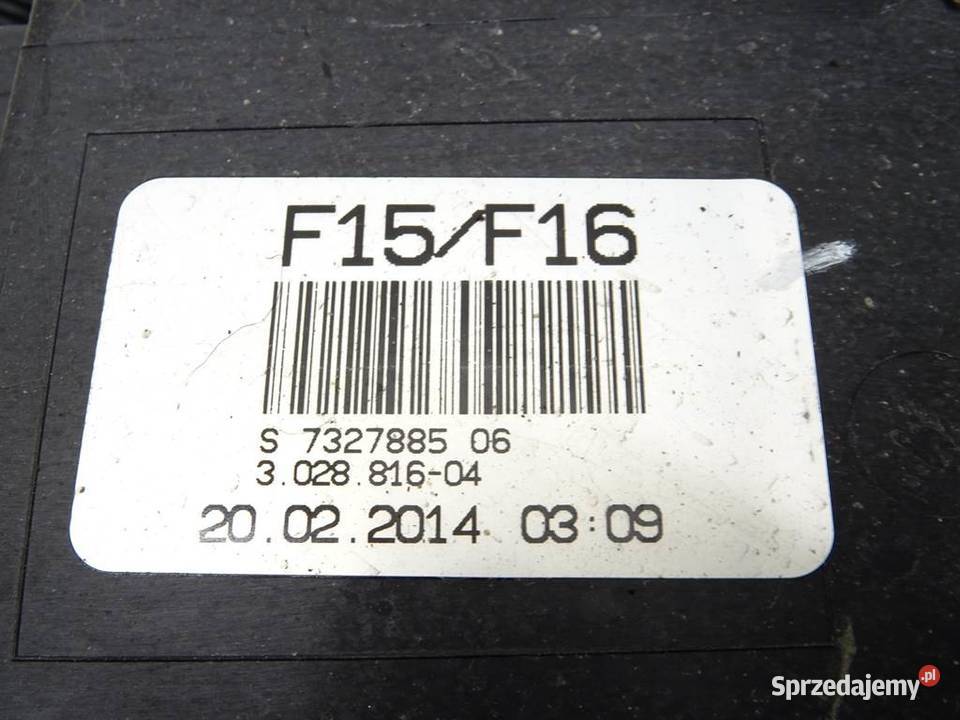 F15/F16
S 7327885 06
3.028.816-04
20.02.2014 03:09
Sprzedajemy.pl